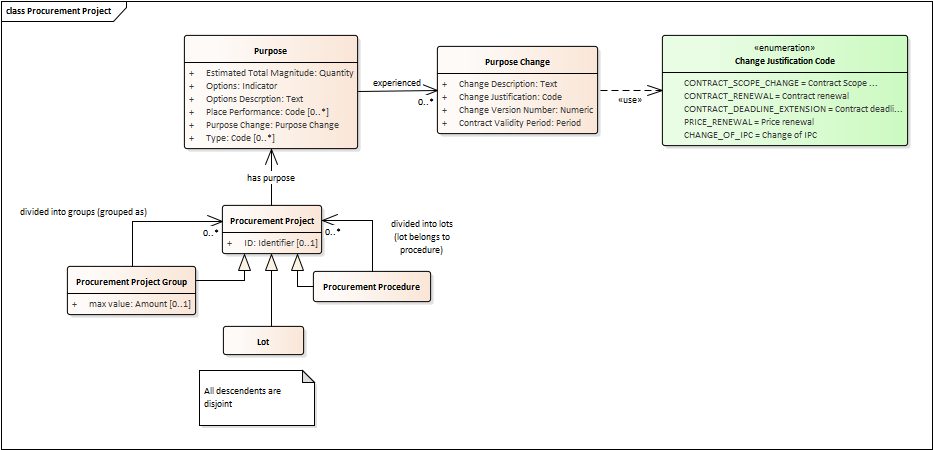 class Procurement Project
Purpose
+ Estimated Total Magnitude: Quantity
+ Options: Indicator
+ Options Descrption: Text
+ Place Performance: Code [0..*]
+ Purpose Change: Purpose Change
+ Type: Code [0..*]
experienced
0..*
Purpose Change
+ Change Description: Text
+ Change Justification: Code
+ Change Version Number: Numeric
+ Contract Validity Period: Period
«use»
«enumeration»
Change Justification Code
CONTRACT_SCOPE_CHANGE = Contract Scope ...
CONTRACT_RENEWAL = Contract renewal
CONTRACT_DEADLINE_EXTENSION = Contract deadli...
PRICE_RENEWAL = Price renewal
CHANGE_OF_IPC = Change of IPC
has purpose
divided into groups (grouped as)
0..*
Procurement Project
+ ID: Identifier [0..1]
0..*
divided into lots
(lot belongs to
procedure)
Procurement Project Group
+ max value: Amount [0..1]
Procurement Procedure
Lot
All descendents are
disjoint